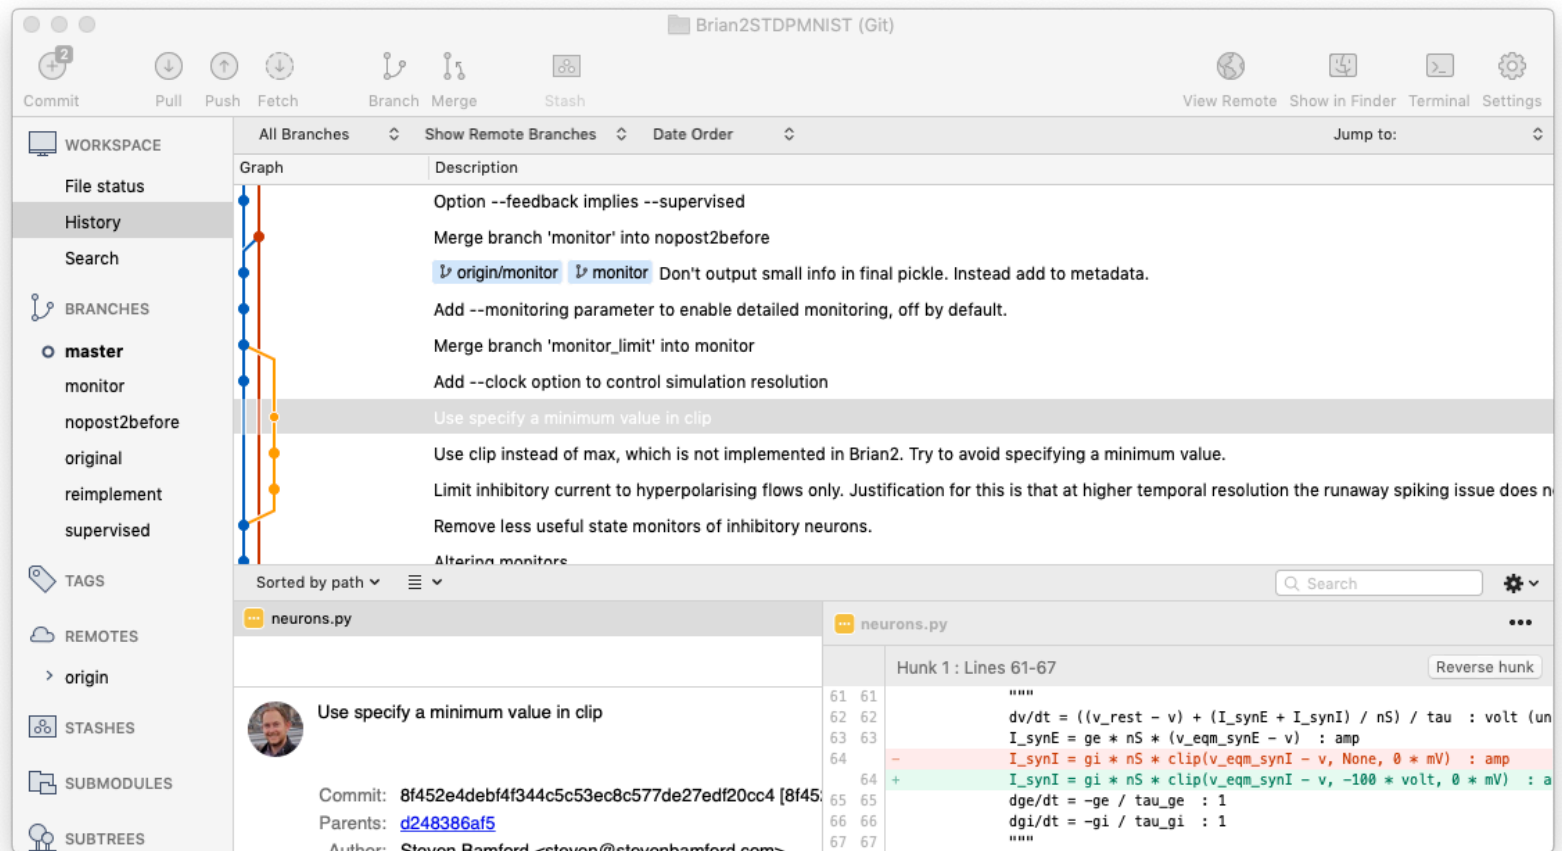 Brian2STDPMNIST (Git)
2
Commit Pull Push Fetch Branch Merge Stash View Remote Show in Finder Terminal Settings
WORKSPACE
File status
History
Search
BRANCHES
master
monitor
nopost2before
original
reimplement
supervised
TAGS
REMOTES
origin
STASHES
SUBMODULES
SUBTREES
All Branches Show Remote Branches Date Order Jump to:
Graph Description
Option --feedback implies --supervised
Merge branch 'monitor' into nopost2before
origin/monitor monitor Don't output small info in final pickle. Instead add to metadata.
Add --monitoring parameter to enable detailed monitoring, off by default.
Merge branch 'monitor_limit' into monitor
Add --clock option to control simulation resolution
Use specify a minimum value in clip
Use clip instead of max, which is not implemented in Brian2. Try to avoid specifying a minimum value.
Limit inhibitory current to hyperpolarising flows only. Justification for this is that at higher temporal resolution the runaway spiking issue does n
Remove less useful state monitors of inhibitory neurons.
Altering monitors
Sorted by path Search
neurons.py
Use specify a minimum value in clip
Commit: 8f452e4debf4f344c5c53ec8c577de27edf20cc4 [8f45
Parents: d248386af5
Author: Steven Bamford <steven@stevenbamford.com>
neurons.py
Hunk 1 : Lines 61-67 Reverse hunk
61 61 """
62 62 dv/dt = ((v_rest - v) + (I_synE + I_synI) / nS) / tau : volt (un
63 63 I_synE = ge * nS * (v_eqm_synE - v) : amp
64 - I_synI = gi * nS * clip(v_eqm_synI - v, None, 0 * mV) : amp
64 + I_synI = gi * nS * clip(v_eqm_synI - v, -100 * volt, 0 * mV) : a
65 65 dge/dt = -ge / tau_ge : 1
66 66 dgi/dt = -gi / tau_gi : 1
67 67 """